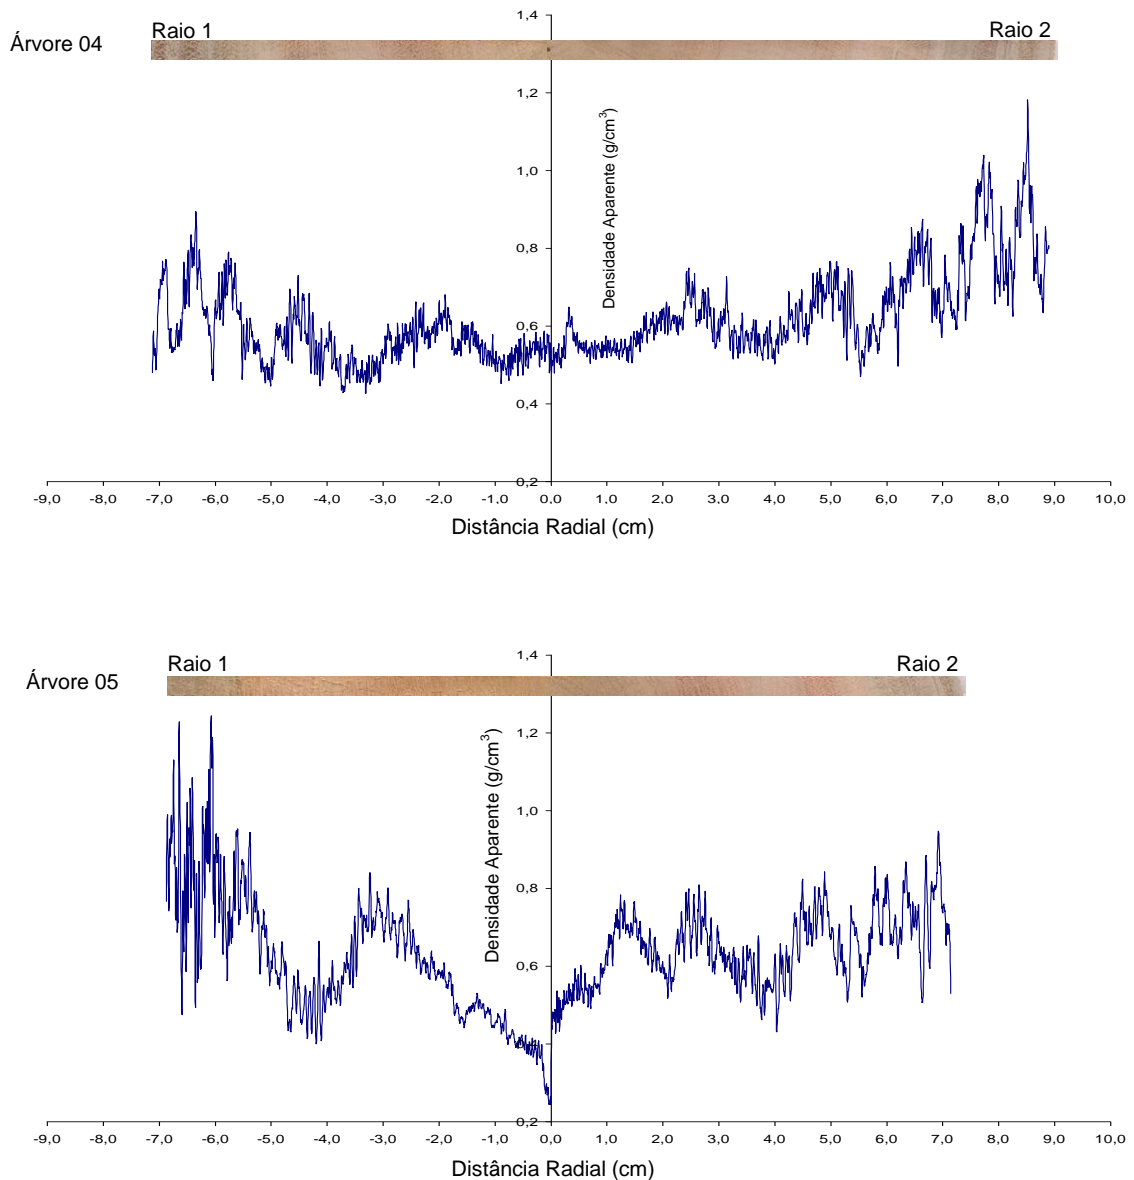 Árvore 04
Raio 1
Raio 2
1,4
1,2
1,0
0,8
0,6
0,4
0,2
Densidade Aparente (g/cm³)
-9,0 -8,0 -7,0 -6,0 -5,0 -4,0 -3,0 -2,0 -1,0 0,0 1,0 2,0 3,0 4,0 5,0 6,0 7,0 8,0 9,0 10,0
Distância Radial (cm)
Árvore 05
Raio 1
Raio 2
1,4
1,2
1,0
0,8
0,6
0,4
0,2
Densidade Aparente (g/cm³)
-9,0 -8,0 -7,0 -6,0 -5,0 -4,0 -3,0 -2,0 -1,0 0,0 1,0 2,0 3,0 4,0 5,0 6,0 7,0 8,0 9,0 10,0
Distância Radial (cm)